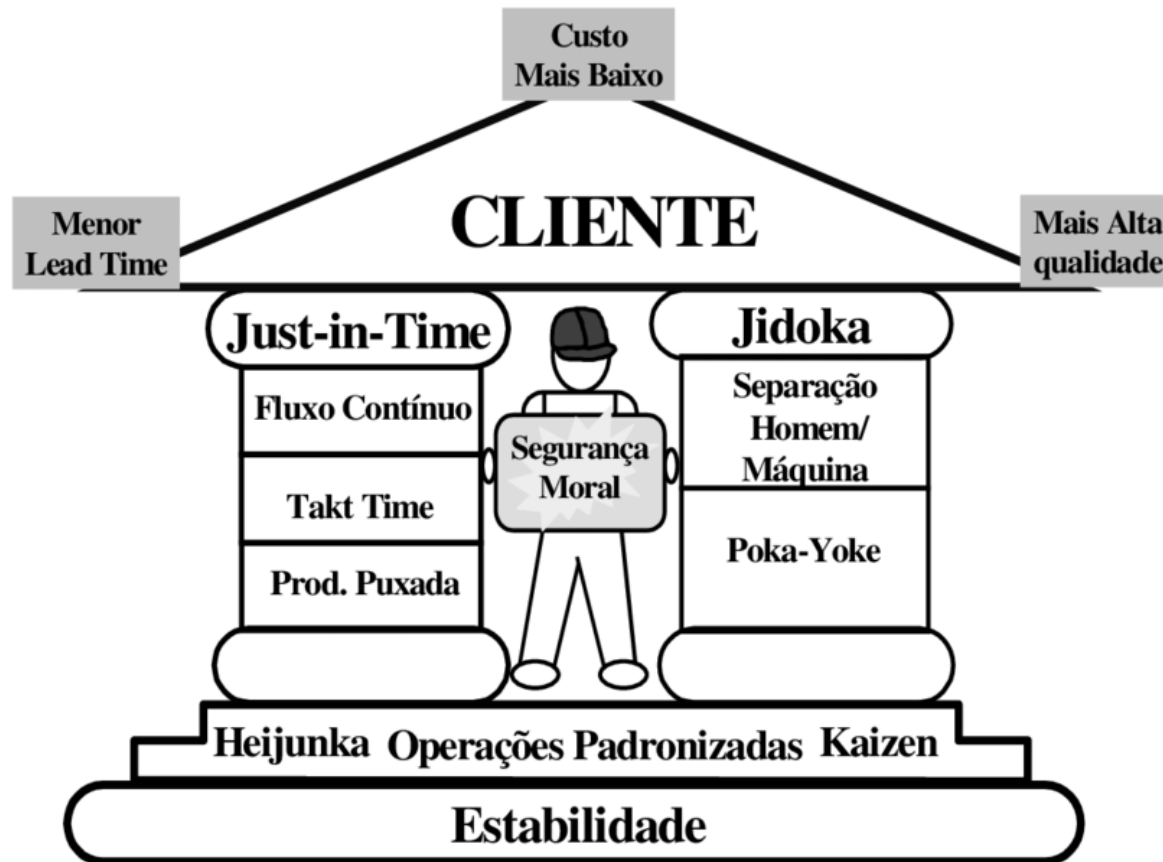 Custo
Mais Baixo
CLIENTE
Menor
Lead Time
Mais Alta
qualidade
Just-in-Time
Fluxo Contínuo
Takt Time
Prod. Puxada
Segurança
Moral
Jidoka
Separação
Homem/
Máquina
Poka-Yoke
Heijunka Operações Padronizadas Kaizen
Estabilidade